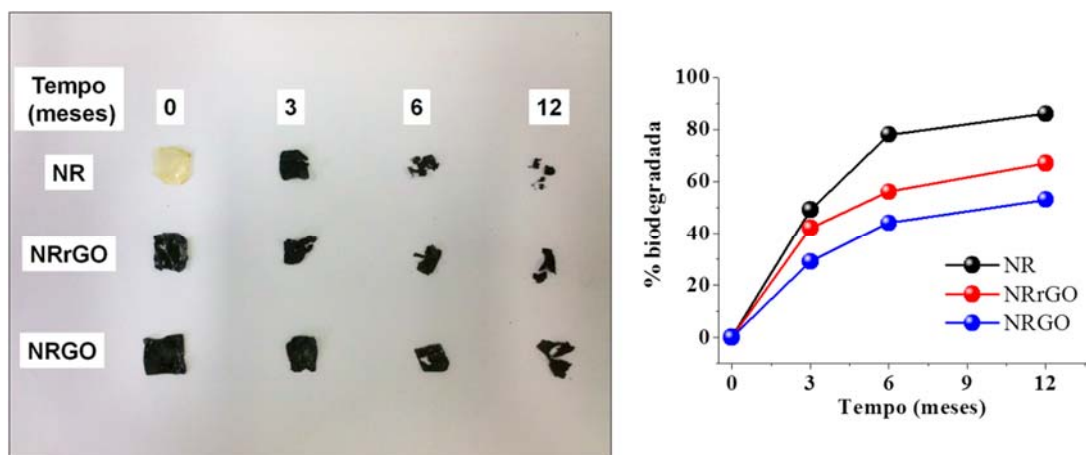 Tempo
(meses)
0
3
6
12
NR
NRrGO
NRGO
100
80
60
40
20
0
% biodegradada
0
3
6
9
12
Tempo (meses)
NR
NRrGO
NRGO